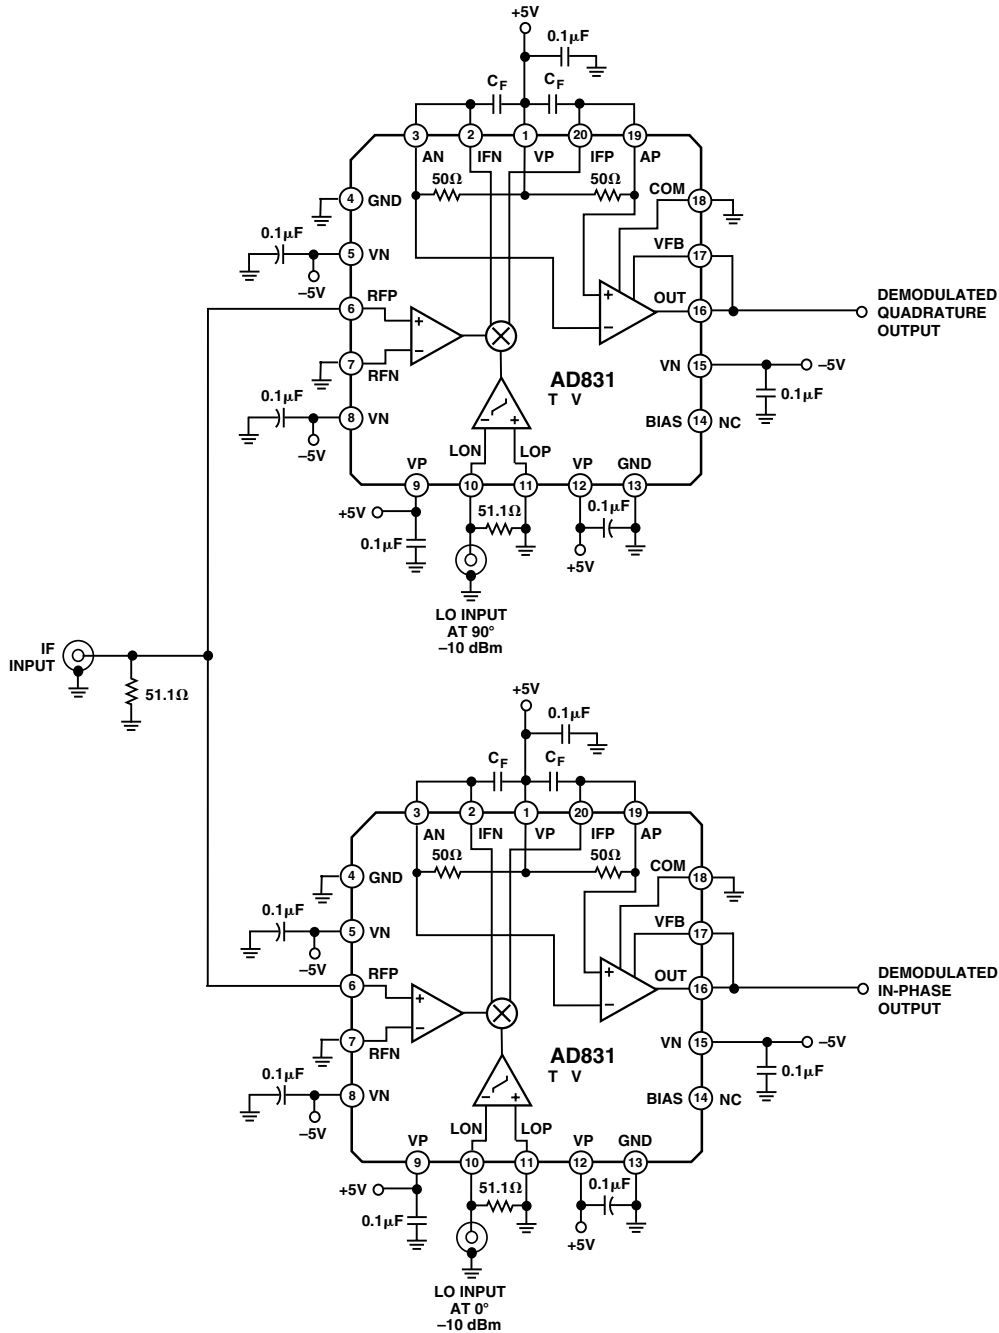 +5V
0.1µF
CF CF
3 2 1 20 19
AN IFN VP IFP AP
50Ω 50Ω
COM
4 GND 18
0.1µF VFB
5 VN 17
–5V
RFP OUT DEMODULATED
6 + + 16 QUADRATURE
– OUTPUT
–
7 VN 15 –5V
RFN AD831
0.1µF T V 0.1µF
8 VN – + BIAS 14 NC
–5V
LON LOP
VP VP GND
9 10 11 12 13
+5V 51.1Ω 0.1µF
0.1µF
+5V
LO INPUT
AT 90°
–10 dBm
IF
INPUT
51.1Ω
+5V
0.1µF
CF CF
3 2 1 20 19
AN IFN VP IFP AP
50Ω 50Ω
COM
4 GND 18
0.1µF VFB
5 VN 17
–5V
RFP OUT DEMODULATED
6 + + 16 IN-PHASE
– OUTPUT
–
7 VN 15 –5V
RFN AD831
0.1µF T V 0.1µF
8 VN – + BIAS 14 NC
–5V
LON LOP
VP VP GND
9 10 11 12 13
+5V 51.1Ω 0.1µF
0.1µF
+5V
LO INPUT
AT 0°
–10 dBm